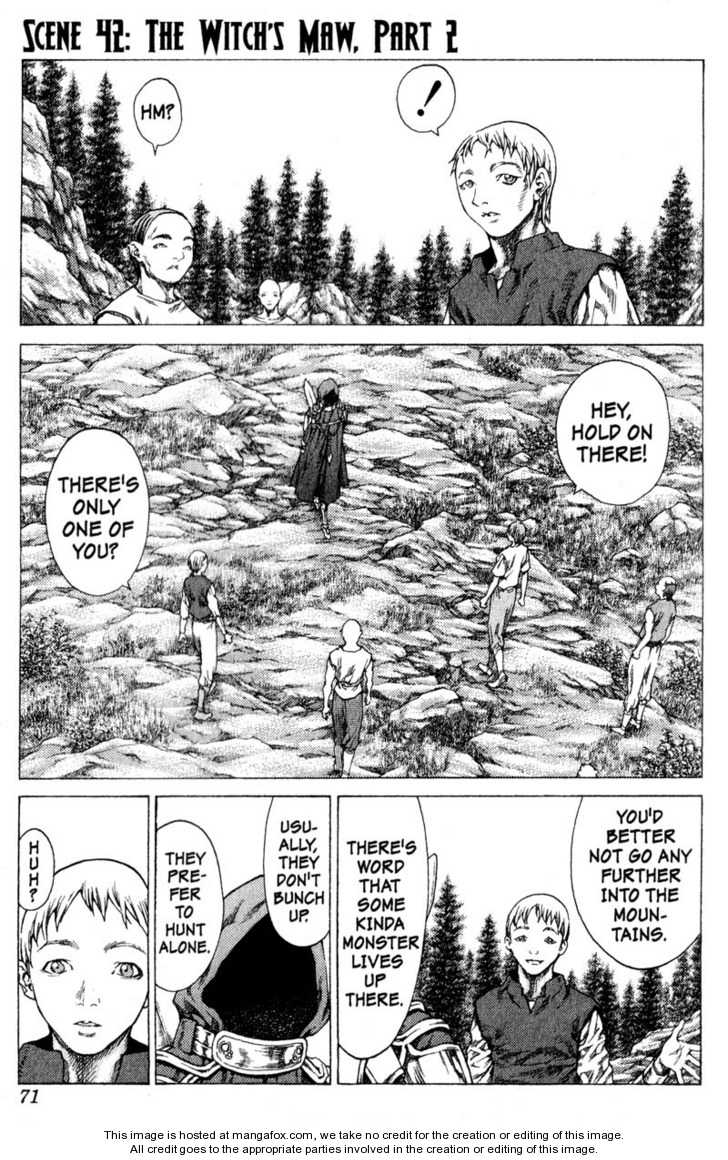 SCENE 42: THE WITCH'S MAW, PART 2
!
HM?
HEY,
HOLD ON
THERE!
THERE'S
ONLY
ONE OF
YOU?
YOU'D
BETTER
NOT GO ANY
FURTHER
INTO THE
MOUN-
TAINS.
THERE'S
WORD
THAT
SOME
KINDA
MONSTER
LIVES
UP
THERE.
USU-
ALLY,
THEY
DON'T
BUNCH
UP.
THEY
PRE-
FER
TO
HUNT
ALONE.
H
U
H
?
71
This image is hosted at mangafox.com, we take no credit for the creation or editing of this image.
All credit goes to the appropriate parties involved in the creation or editing of this image.